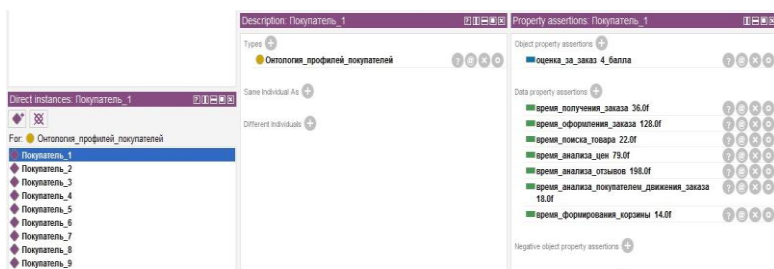 Direct instances: Покупатель_1
For: Онтология_профилей_покупателей
Покупатель_1
Покупатель_2
Покупатель_3
Покупатель_4
Покупатель_5
Покупатель_6
Покупатель_7
Покупатель_8
Покупатель_9
Description: Покупатель_1
Types
Онтология_профилей_покупателей
Same Individual As
Different Individuals
Property assertions: Покупатель_1
Object property assertions
оценка_за_заказ 4_балла
Data property assertions
время_получения_заказа 36.0f
время_оформления_заказа 128.0f
время_поиска_товара 22.0f
время_анализа_цен 79.0f
время_анализа_отзывов 198.0f
время_анализа_покупателем_движения_заказа
18.0f
время_формирования_корзины 14.0f
Negative object property assertions